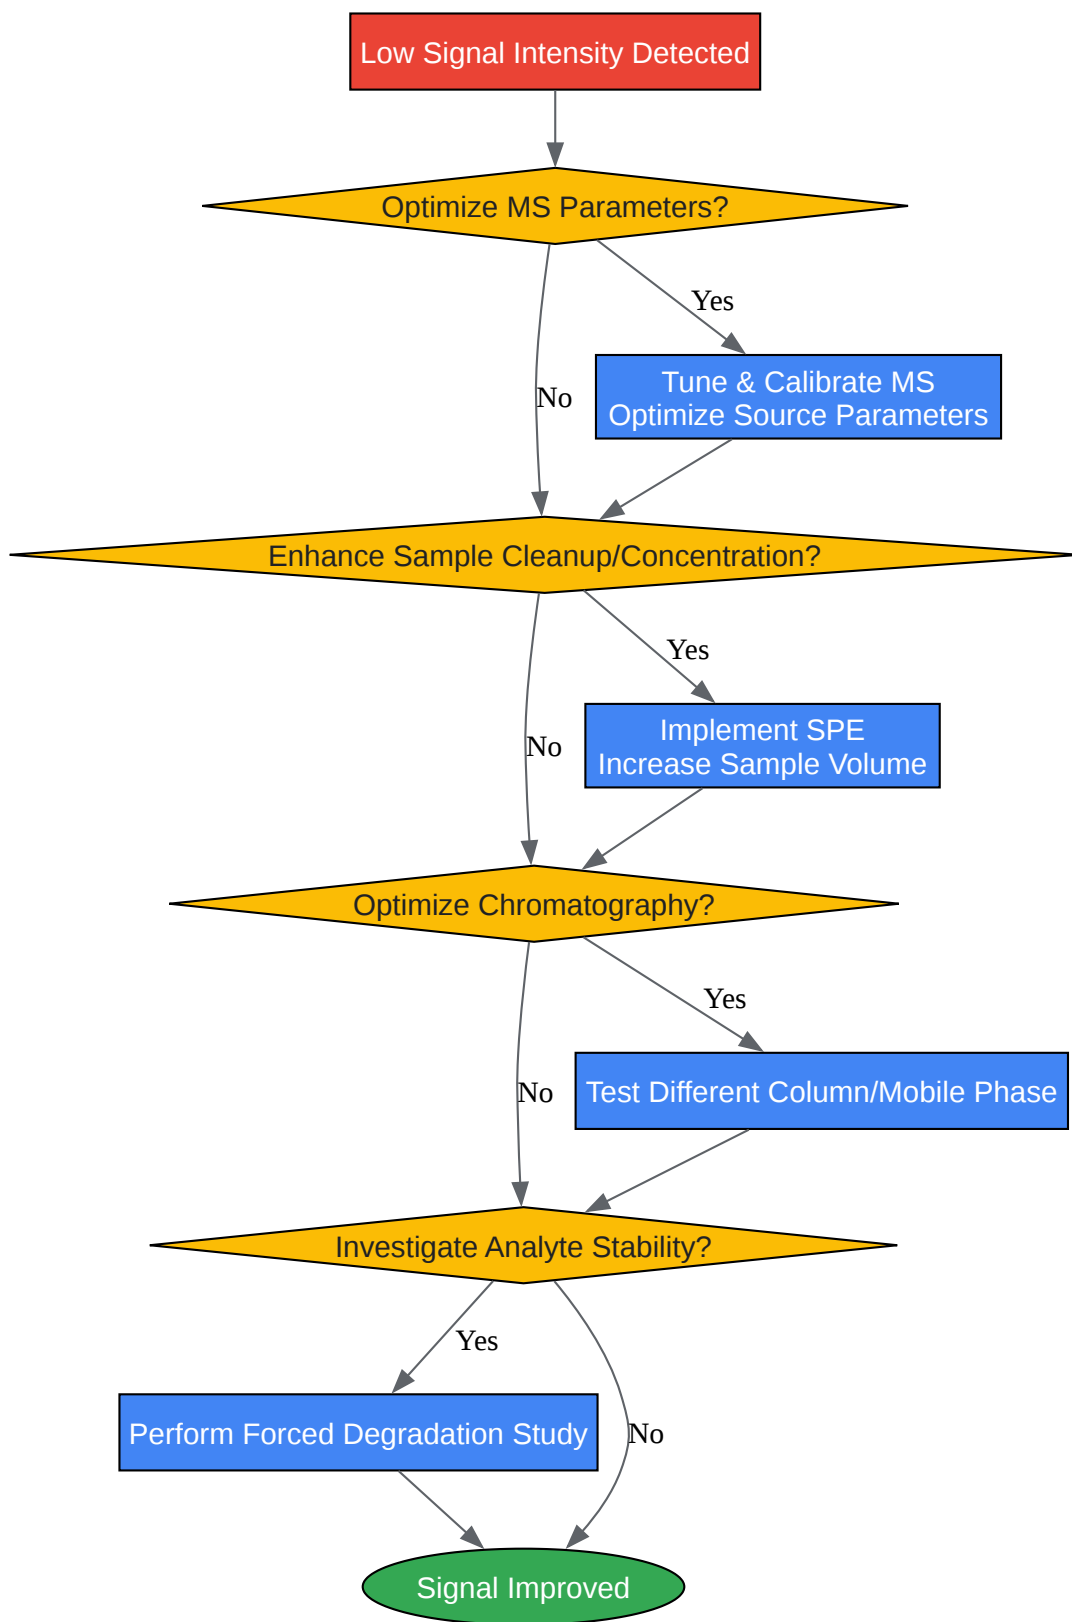 Low Signal Intensity Detected
Optimize MS Parameters?
Yes
Tune & Calibrate MS
Optimize Source Parameters
No
Enhance Sample Cleanup/Concentration?
Yes
Implement SPE
Increase Sample Volume
No
Optimize Chromatography?
Yes
Test Different Column/Mobile Phase
No
Investigate Analyte Stability?
Yes
Perform Forced Degradation Study
No
Signal Improved